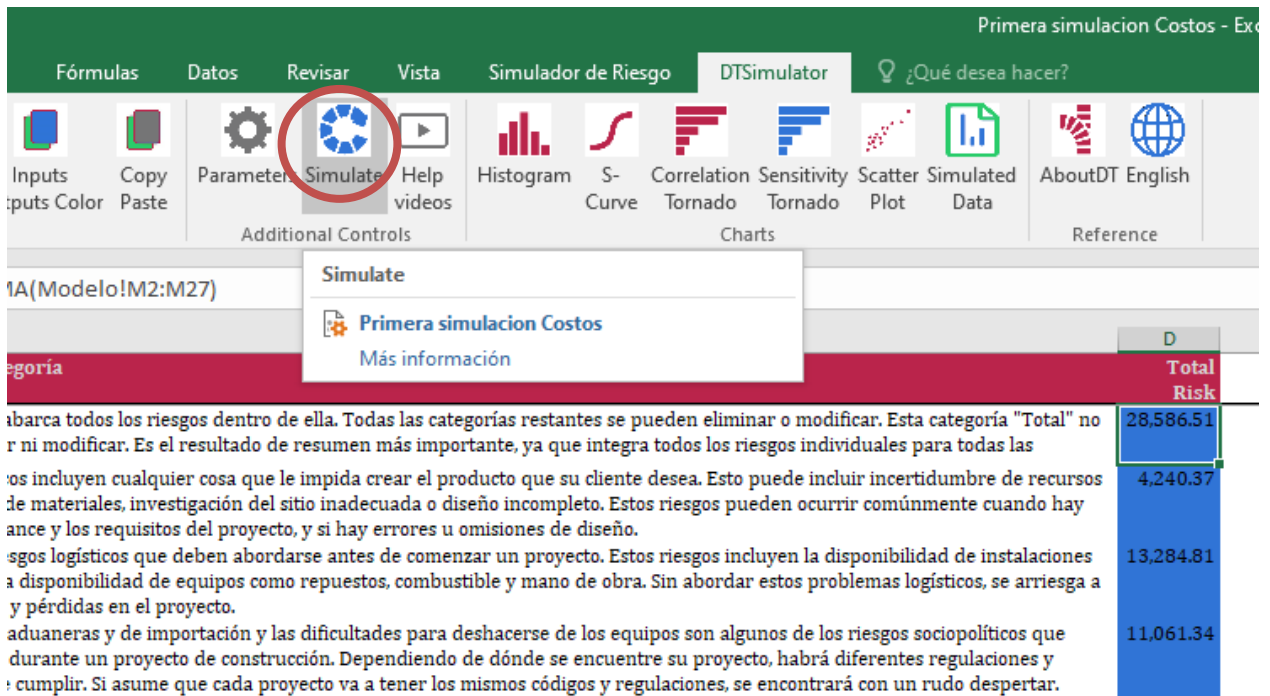 Primera simulacion Costos - Exc
Fórmulas Datos Revisar Vista Simulador de Riesgo DTSimulator ¿Qué desea hacer?
Inputs Copy Parameters Simulate Help Histogram S- Correlation Sensitivity Scatter Simulated AboutDT English
tputs Color Paste videos Curve Tornado Tornado Plot Data
Additional Controls Charts Reference
MA(Modelo!M2:M27)
Simulate
Primera simulacion Costos
Más información
D
egoría Total
Risk
abarca todos los riesgos dentro de ella. Todas las categorías restantes se pueden eliminar o modificar. Esta categoría "Total" no 28,586.51
r ni modificar. Es el resultado de resumen más importante, ya que integra todos los riesgos individuales para todas las
cos incluyen cualquier cosa que le impida crear el producto que su cliente desea. Esto puede incluir incertidumbre de recursos 4,240.37
de materiales, investigación del sitio inadecuada o diseño incompleto. Estos riesgos pueden ocurrir comúnmente cuando hay
ance y los requisitos del proyecto, y si hay errores u omisiones de diseño.
esgos logísticos que deben abordarse antes de comenzar un proyecto. Estos riesgos incluyen la disponibilidad de instalaciones 13,284.81
a disponibilidad de equipos como repuestos, combustible y mano de obra. Sin abordar estos problemas logísticos, se arriesga a
y pérdidas en el proyecto.
aduaneras y de importación y las dificultades para deshacerse de los equipos son algunos de los riesgos sociopolíticos que 11,061.34
durante un proyecto de construcción. Dependiendo de dónde se encuentre su proyecto, habrá diferentes regulaciones y
e cumplir. Si asume que cada proyecto va a tener los mismos códigos y regulaciones, se encontrará con un rudo despertar.